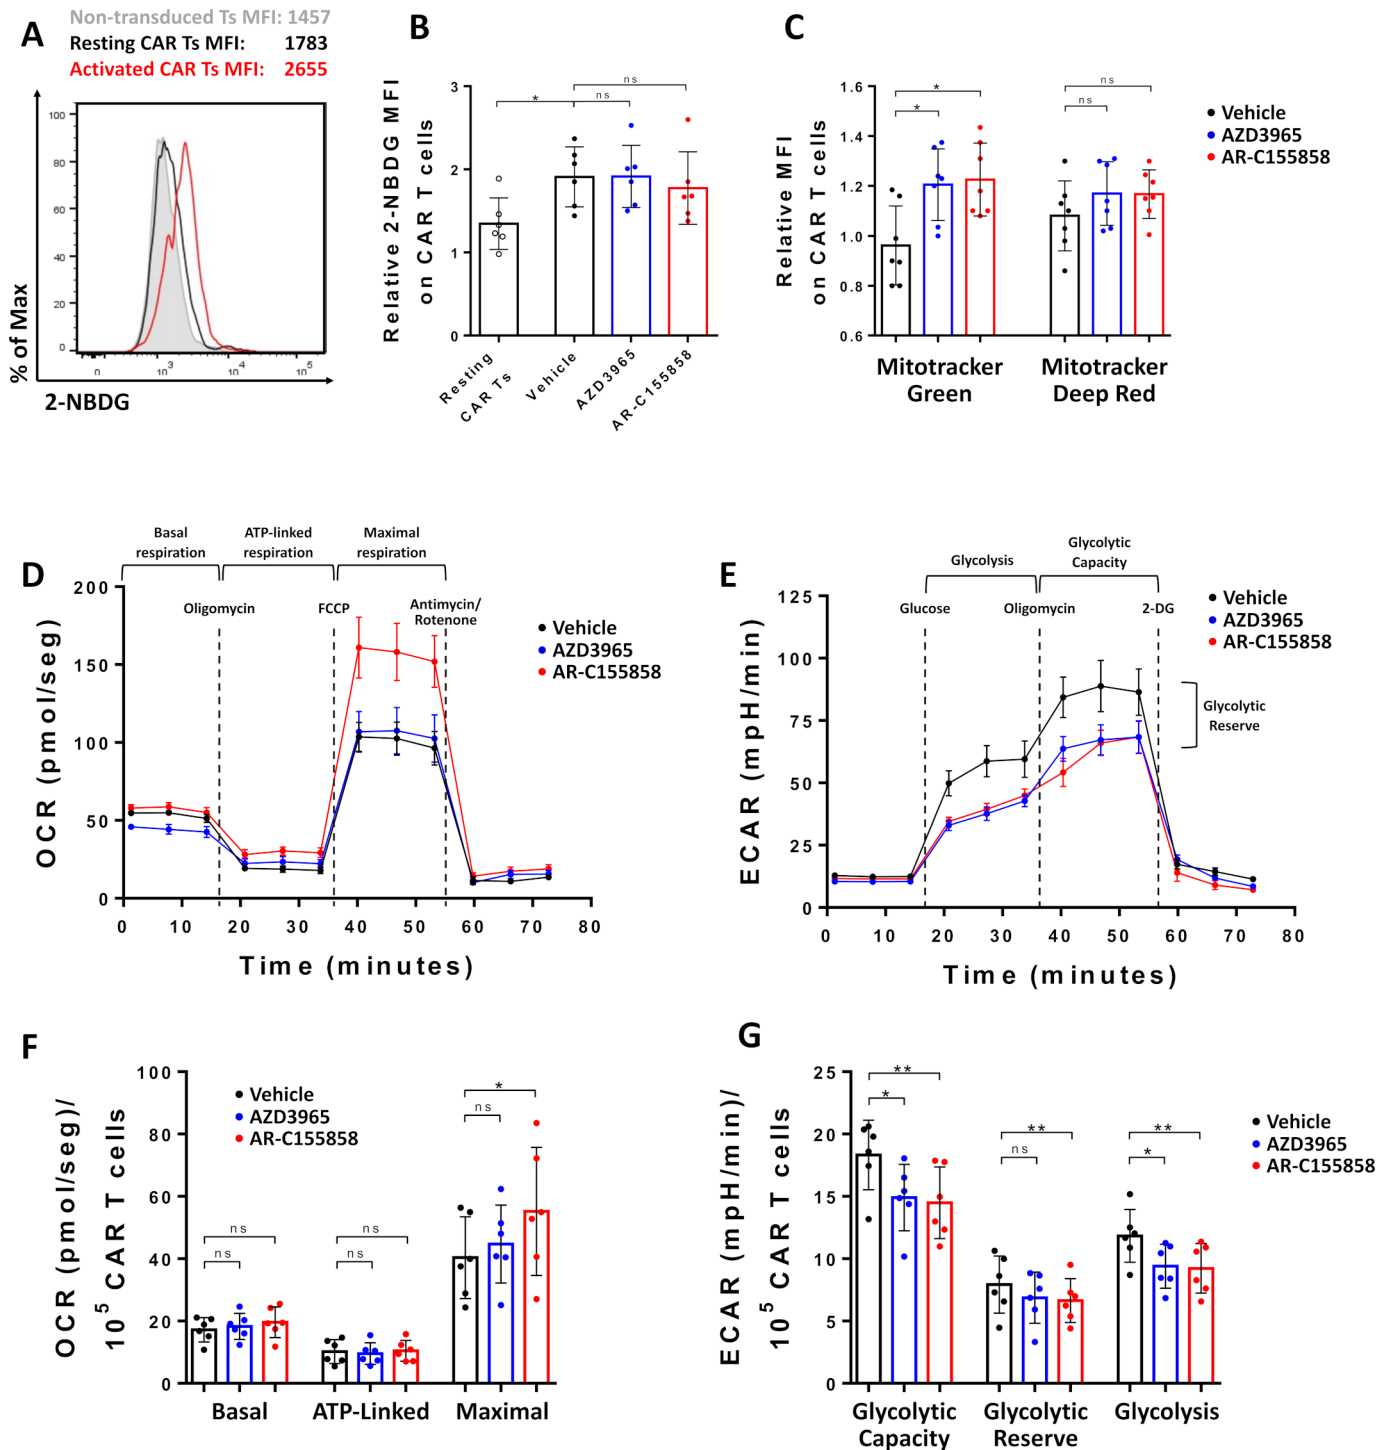 A
Non-transduced Ts MFI: 1457
Resting CAR Ts MFI: 1783
Activated CAR Ts MFI: 2655
% of Max
100
80
60
40
20
0
0
10³
10⁴
10⁵
2-NBDG
B
Relative 2-NBDG MFI
on CAR T cells
3
2
1
0
*
ns
ns
Resting
CAR Ts
Vehicle
AZD3965
AR-C155858
C
Relative MFI
on CAR T cells
1.6
1.4
1.2
1.0
0.8
0.6
*
*
ns
ns
Mitotracker
Green
Mitotracker
Deep Red
Vehicle
AZD3965
AR-C155858
D
Basal
respiration
ATP-linked
respiration
Maximal
respiration
Oligomycin
FCCP
Antimycin/
Rotenone
OCR (pmol/seg)
200
150
100
50
0
0
10
20
30
40
50
60
70
80
Time (minutes)
Vehicle
AZD3965
AR-C155858
E
Glycolysis
Glycolytic
Capacity
Glucose
Oligomycin
2-DG
ECAR (mpH/min)
125
100
75
50
25
0
0
10
20
30
40
50
60
70
80
Time (minutes)
Vehicle
AZD3965
AR-C155858
Glycolytic
Reserve
F
OCR (pmol/seg)/
10⁵ CAR T cells
100
80
60
40
20
0
Vehicle
AZD3965
AR-C155858
ns
ns
ns
ns
*
ns
Basal
ATP-Linked
Maximal
G
ECAR (mpH/min)/
10⁵ CAR T cells
25
20
15
10
5
0
**
*
**
ns
**
*
Glycolytic
Capacity
Glycolytic
Reserve
Glycolysis
Vehicle
AZD3965
AR-C155858